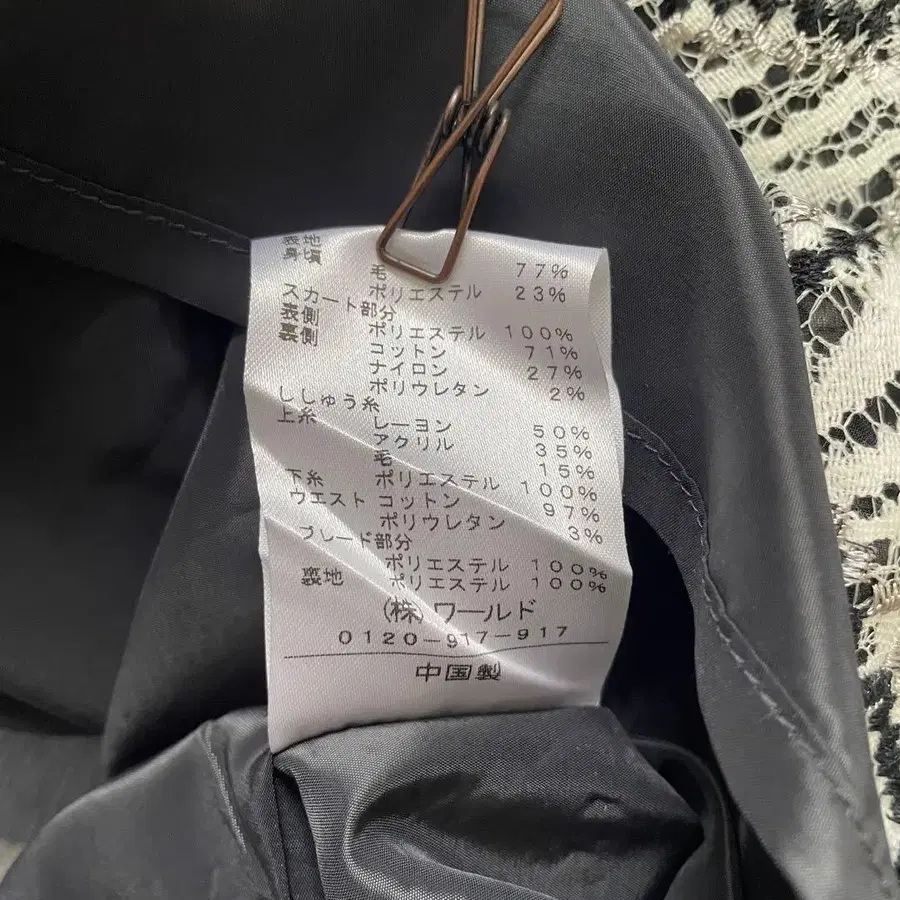 表地
身頃
毛 77%
ポリエステル 23%
スカート部分
表側 ポリエステル 100%
裏側 コットン 71%
ナイロン 27%
ポリウレタン 2%
ししゅう糸
上糸 レーヨン 50%
アクリル 35%
毛 15%
下糸 ポリエステル 100%
ウエスト コットン 97%
ポリウレタン 3%
ブレード部分
ポリエステル 100%
裏地 ポリエステル 100%
(株)ワールド
0120-917-917
中国製